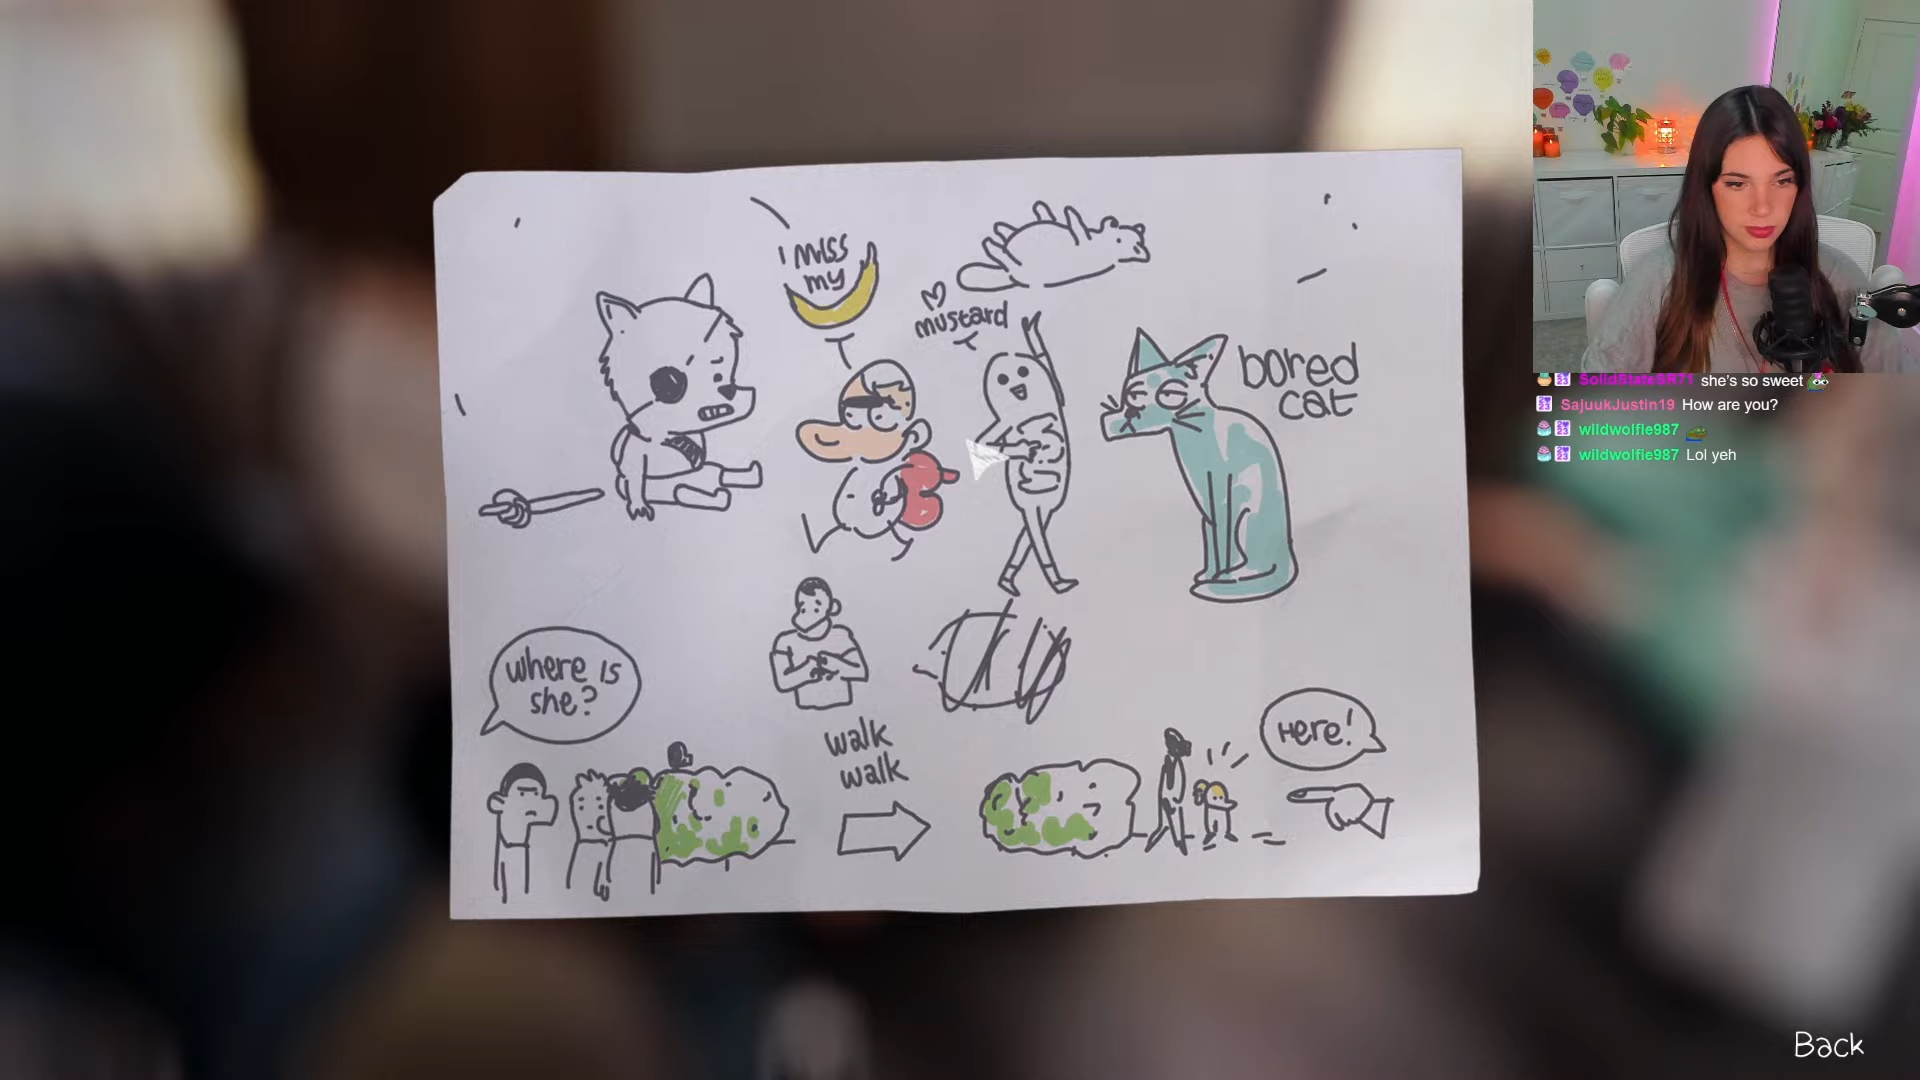 I MISS
my
mustard
bored
cat
where is
she?
walk
walk
Here!
SolidStateSR71 she's so sweet
SajuukJustin19 How are you?
wildwolfie987
wildwolfie987 Lol yeh
Back